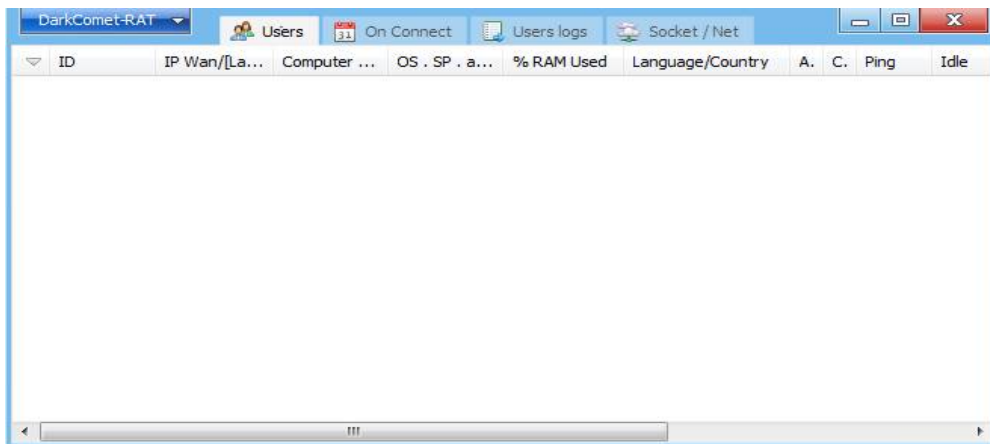 DarkComet-RAT Users 31 On Connect Users logs Socket / Net
ID IP Wan/[La... Computer ... OS . SP . a... % RAM Used Language/Country A. C. Ping Idle